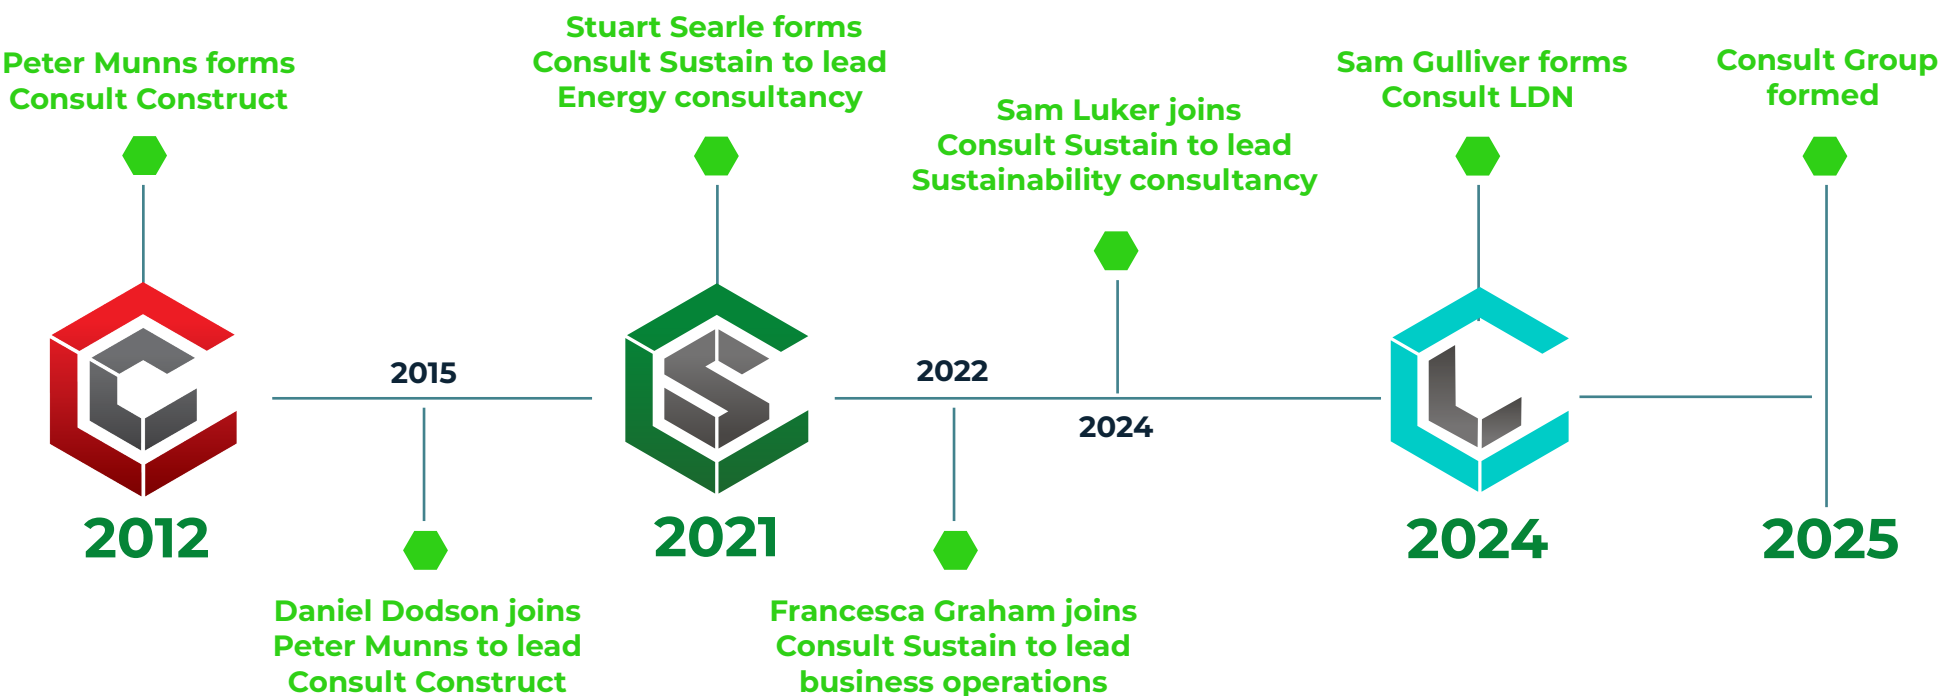 Peter Munns forms
Consult Construct
2012
2015
Daniel Dodson joins
Peter Munns to lead
Consult Construct
Stuart Searle forms
Consult Sustain to lead
Energy consultancy
2021
2022
Francesca Graham joins
Consult Sustain to lead
business operations
Sam Luker joins
Consult Sustain to lead
Sustainability consultancy
2024
Sam Gulliver forms
Consult LDN
2024
Consult Group
formed
2025